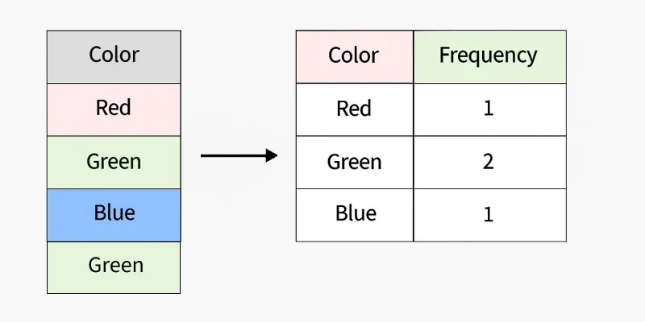 Color
Red
Green
Blue
Green
Color Frequency
Red 1
Green 2
Blue 1